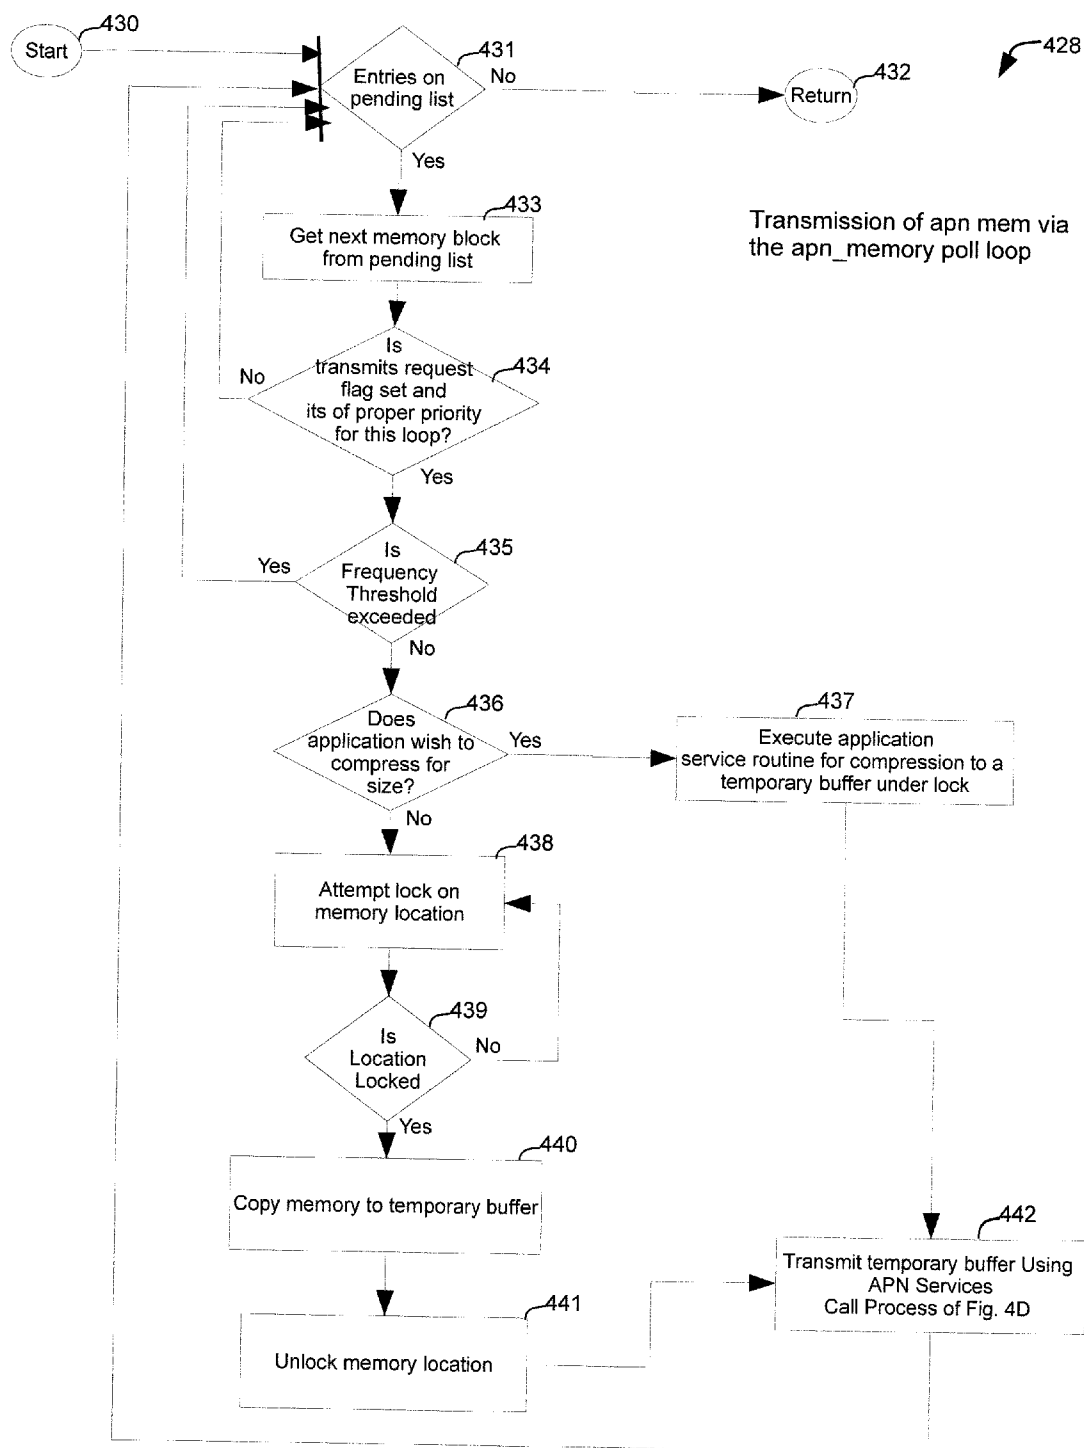 430
Start
431
Entries on
pending list
No
432
Return
428
Yes
433
Get next memory block
from pending list
Transmission of apn mem via
the apn_memory poll loop
Is
transmits request
flag set and
its of proper priority
for this loop?
434
No
Yes
Is
Frequency
Threshold
exceeded
435
Yes
No
436
Does
application wish to
compress for
size?
Yes
437
Execute application
service routine for compression to a
temporary buffer under lock
No
438
Attempt lock on
memory location
439
Is
Location
Locked
No
Yes
440
Copy memory to temporary buffer
442
Transmit temporary buffer Using
APN Services
Call Process of Fig. 4D
441
Unlock memory location